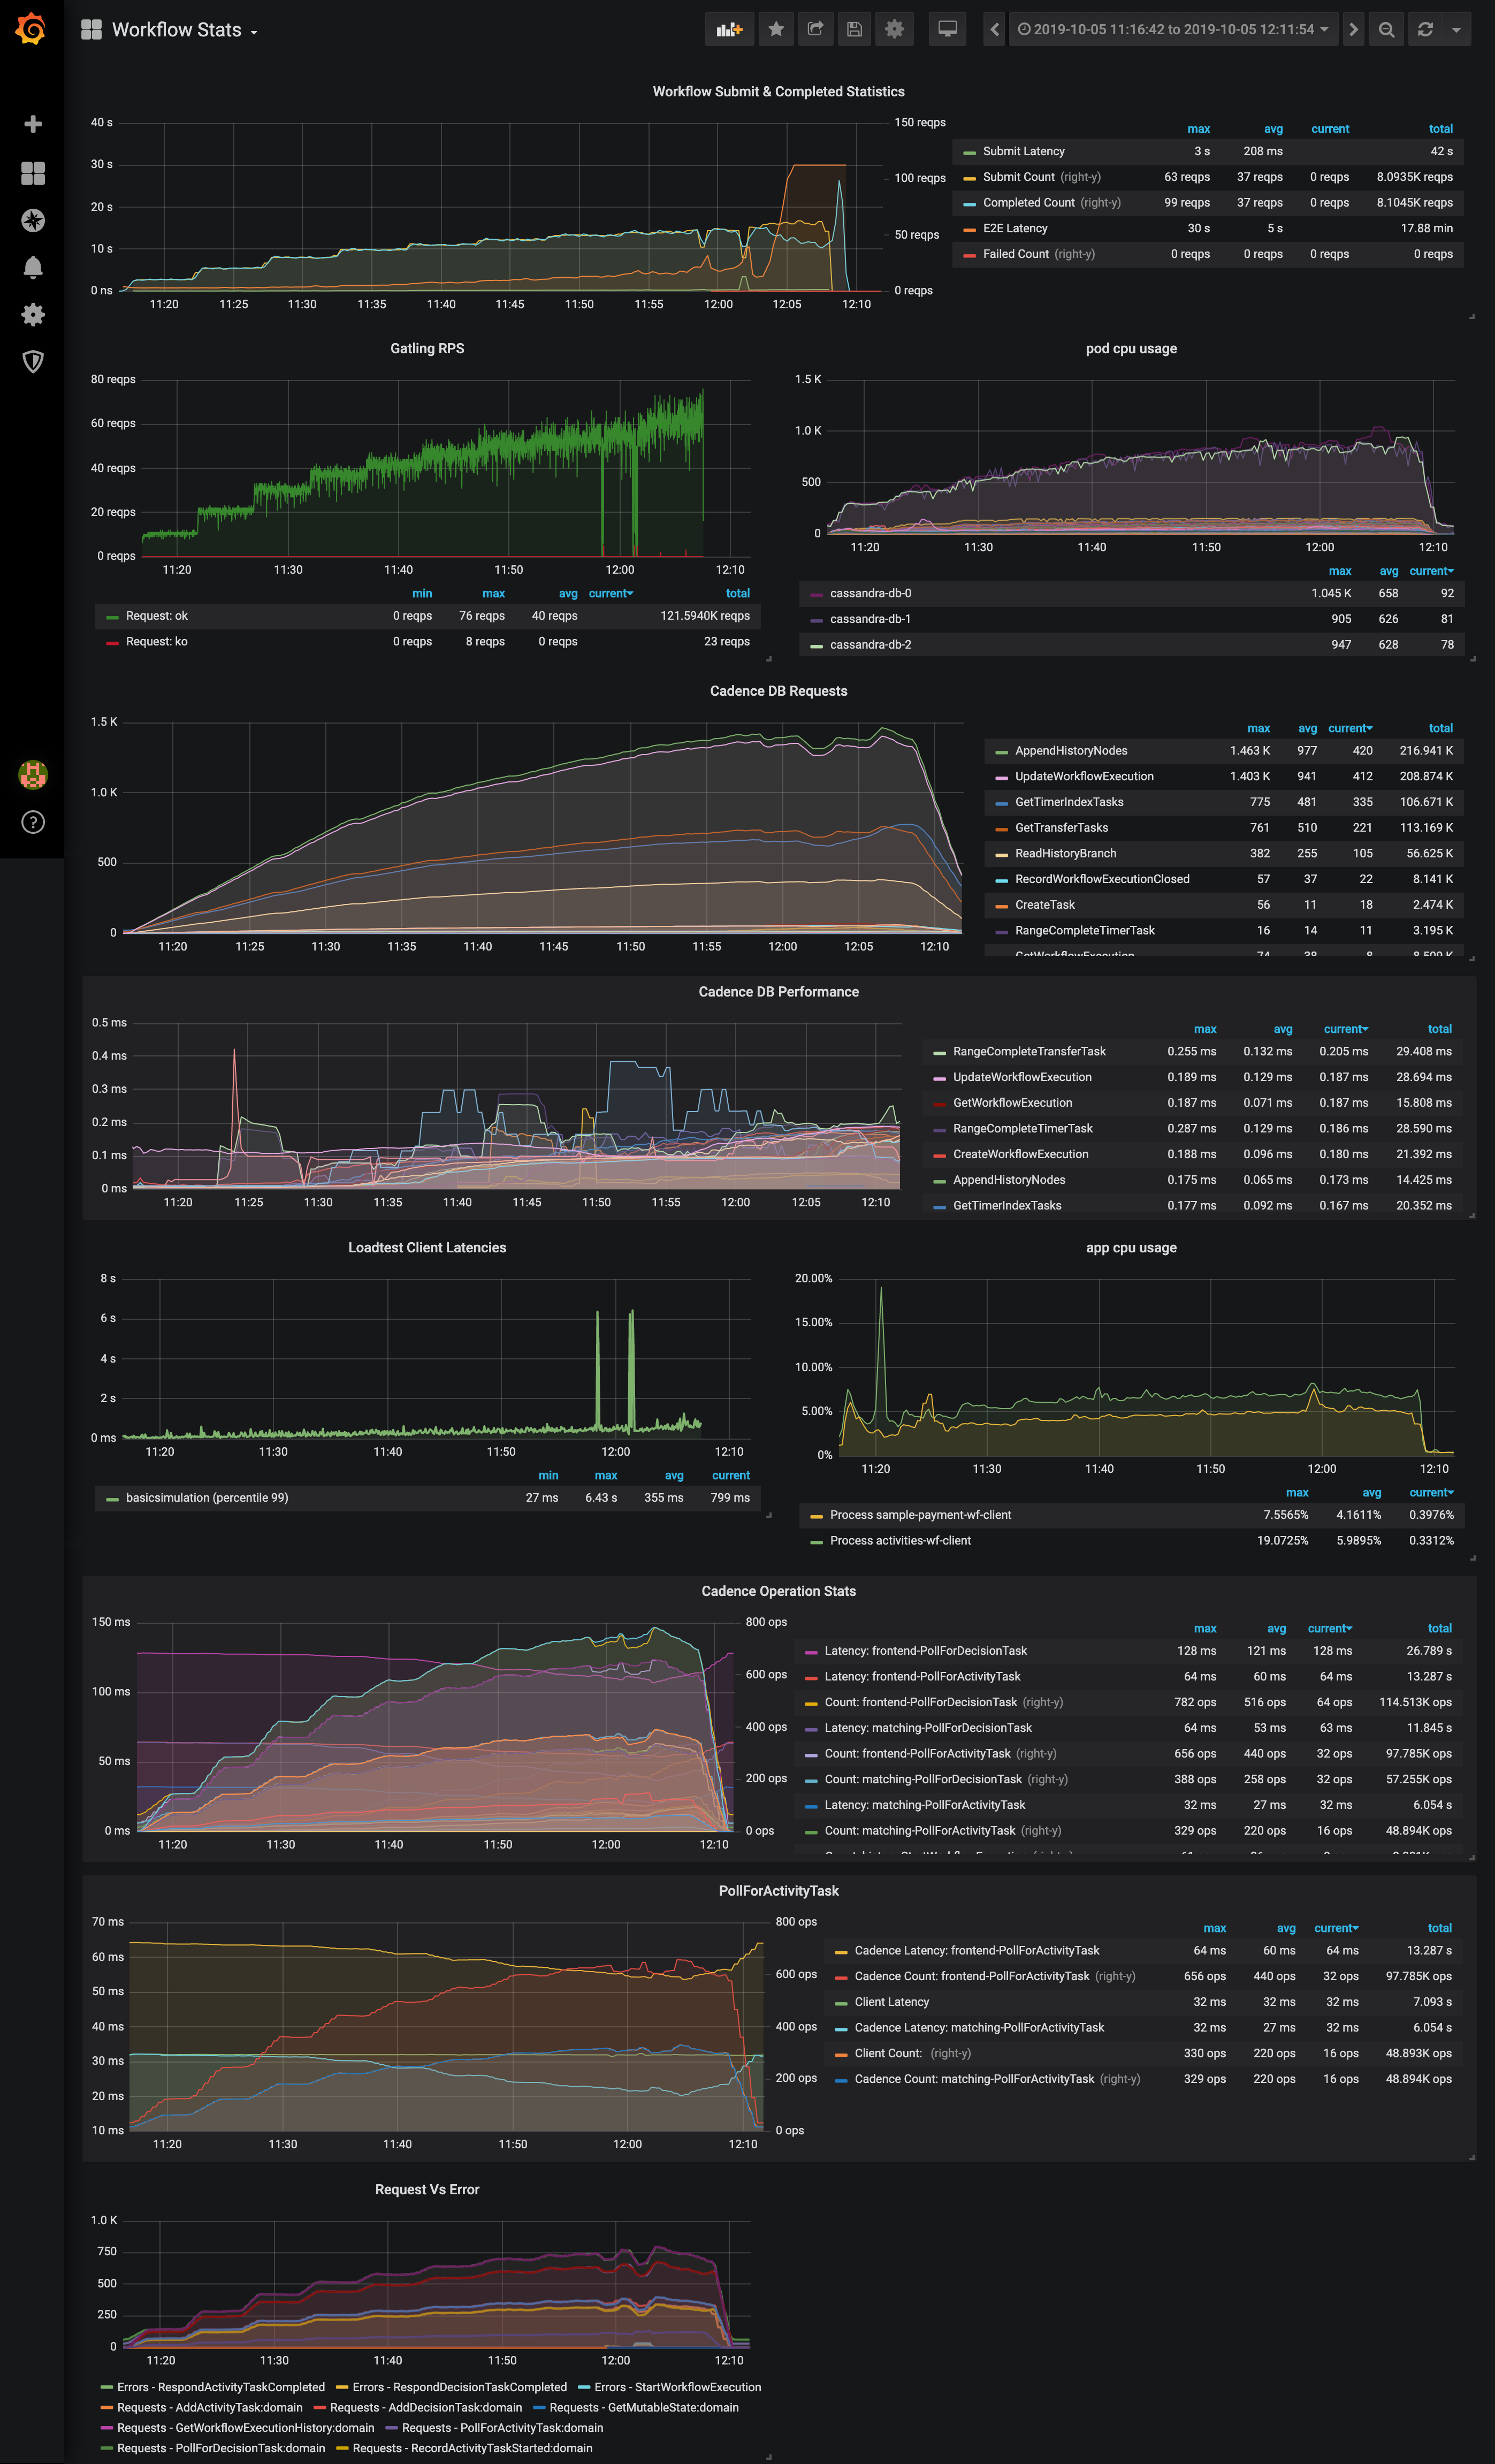 Workflow Stats
2019-10-05 11:16:42 to 2019-10-05 12:11:54
Workflow Submit & Completed Statistics
40 s
30 s
20 s
10 s
0 ns
150 reqps
100 reqps
50 reqps
0 reqps
11:20 11:25 11:30 11:35 11:40 11:45 11:50 11:55 12:00 12:05 12:10
max avg current total
Submit Latency 3 s 208 ms 42 s
Submit Count (right-y) 63 reqps 37 reqps 0 reqps 8.0935K reqps
Completed Count (right-y) 99 reqps 37 reqps 0 reqps 8.1045K reqps
E2E Latency 30 s 5 s 17.88 min
Failed Count (right-y) 0 reqps 0 reqps 0 reqps 0 reqps
Gatling RPS
80 reqps
60 reqps
40 reqps
20 reqps
0 reqps
11:20 11:30 11:40 11:50 12:00 12:10
min max avg current total
Request: ok 0 reqps 76 reqps 40 reqps 121.5940K reqps
Request: ko 0 reqps 8 reqps 0 reqps 23 reqps
pod cpu usage
1.5 K
1.0 K
500
0
11:20 11:30 11:40 11:50 12:00 12:10
max avg current
cassandra-db-0 1.045 K 658 92
cassandra-db-1 905 626 81
cassandra-db-2 947 628 78
Cadence DB Requests
1.5 K
1.0 K
500
0
11:20 11:25 11:30 11:35 11:40 11:45 11:50 11:55 12:00 12:05 12:10
max avg current total
AppendHistoryNodes 1.463 K 977 420 216.941 K
UpdateWorkflowExecution 1.403 K 941 412 208.874 K
GetTimerIndexTasks 775 481 335 106.671 K
GetTransferTasks 761 510 221 113.169 K
ReadHistoryBranch 382 255 105 56.625 K
RecordWorkflowExecutionClosed 57 37 22 8.141 K
CreateTask 56 11 18 2.474 K
RangeCompleteTimerTask 16 14 11 3.195 K
GetWorkflowExecution 74 38 8 8.509 K
Cadence DB Performance
0.5 ms
0.4 ms
0.3 ms
0.2 ms
0.1 ms
0 ms
11:20 11:25 11:30 11:35 11:40 11:45 11:50 11:55 12:00 12:05 12:10
max avg current total
RangeCompleteTransferTask 0.255 ms 0.132 ms 0.205 ms 29.408 ms
UpdateWorkflowExecution 0.189 ms 0.129 ms 0.187 ms 28.694 ms
GetWorkflowExecution 0.187 ms 0.071 ms 0.187 ms 15.808 ms
RangeCompleteTimerTask 0.287 ms 0.129 ms 0.186 ms 28.590 ms
CreateWorkflowExecution 0.188 ms 0.096 ms 0.180 ms 21.392 ms
AppendHistoryNodes 0.175 ms 0.065 ms 0.173 ms 14.425 ms
GetTimerIndexTasks 0.177 ms 0.092 ms 0.167 ms 20.352 ms
Loadtest Client Latencies
8 s
6 s
4 s
2 s
0 ms
11:20 11:30 11:40 11:50 12:00 12:10
min max avg current
basicsimulation (percentile 99) 27 ms 6.43 s 355 ms 799 ms
app cpu usage
20.00%
15.00%
10.00%
5.00%
0%
11:20 11:30 11:40 11:50 12:00 12:10
max avg current
Process sample-payment-wf-client 7.5565% 4.1611% 0.3976%
Process activities-wf-client 19.0725% 5.9895% 0.3312%
Cadence Operation Stats
150 ms
100 ms
50 ms
0 ms
800 ops
600 ops
400 ops
200 ops
0 ops
11:20 11:30 11:40 11:50 12:00 12:10
max avg current total
Latency: frontend-PollForDecisionTask 128 ms 121 ms 128 ms 26.789 s
Latency: frontend-PollForActivityTask 64 ms 60 ms 64 ms 13.287 s
Count: frontend-PollForDecisionTask (right-y) 782 ops 516 ops 64 ops 114.513K ops
Latency: matching-PollForDecisionTask 64 ms 53 ms 63 ms 11.845 s
Count: frontend-PollForActivityTask (right-y) 656 ops 440 ops 32 ops 97.785K ops
Count: matching-PollForDecisionTask (right-y) 388 ops 258 ops 32 ops 57.255K ops
Latency: matching-PollForActivityTask 32 ms 27 ms 32 ms 6.054 s
Count: matching-PollForActivityTask (right-y) 329 ops 220 ops 16 ops 48.894K ops
PollForActivityTask
70 ms
60 ms
50 ms
40 ms
30 ms
20 ms
10 ms
800 ops
600 ops
400 ops
200 ops
0 ops
11:20 11:30 11:40 11:50 12:00 12:10
max avg current total
Cadence Latency: frontend-PollForActivityTask 64 ms 60 ms 64 ms 13.287 s
Cadence Count: frontend-PollForActivityTask (right-y) 656 ops 440 ops 32 ops 97.785K ops
Client Latency 32 ms 32 ms 32 ms 7.093 s
Cadence Latency: matching-PollForActivityTask 32 ms 27 ms 32 ms 6.054 s
Client Count: (right-y) 330 ops 220 ops 16 ops 48.893K ops
Cadence Count: matching-PollForActivityTask (right-y) 329 ops 220 ops 16 ops 48.894K ops
Request Vs Error
1.0 K
750
500
250
0
11:20 11:30 11:40 11:50 12:00 12:10
Errors - RespondActivityTaskCompleted Errors - RespondDecisionTaskCompleted Errors - StartWorkflowExecution
Requests - AddActivityTask:domain Requests - AddDecisionTask:domain Requests - GetMutableState:domain
Requests - GetWorkflowExecutionHistory:domain Requests - PollForActivityTask:domain
Requests - PollForDecisionTask:domain Requests - RecordActivityTaskStarted:domain